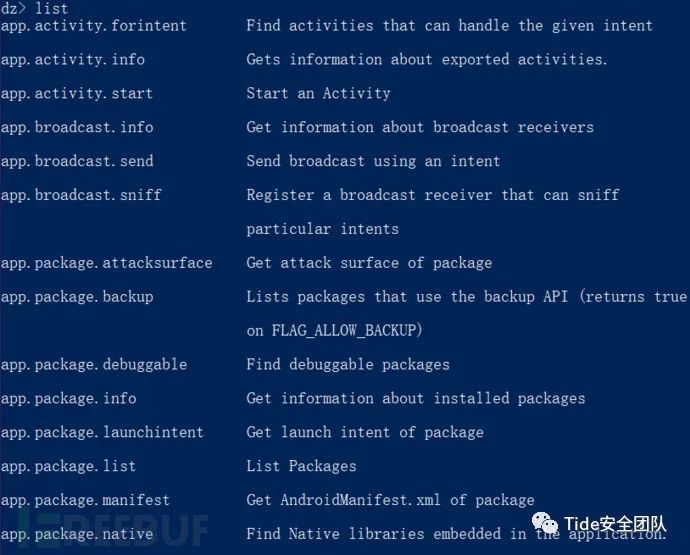 dz> list
app.activity.forintent Find activities that can handle the given intent
app.activity.info Gets information about exported activities.
app.activity.start Start an Activity
app.broadcast.info Get information about broadcast receivers
app.broadcast.send Send broadcast using an intent
app.broadcast.sniff Register a broadcast receiver that can sniff
particular intents
app.package.attacksurface Get attack surface of package
app.package.backup Lists packages that use the backup API (returns true
on FLAG_ALLOW_BACKUP)
app.package.debuggable Find debuggable packages
app.package.info Get information about installed packages
app.package.launchintent Get launch intent of package
app.package.list List Packages
app.package.manifest Get AndroidManifest.xml of package
app.package.native Find Native libraries embedded in the application.
REEBUF
Tide安全团队